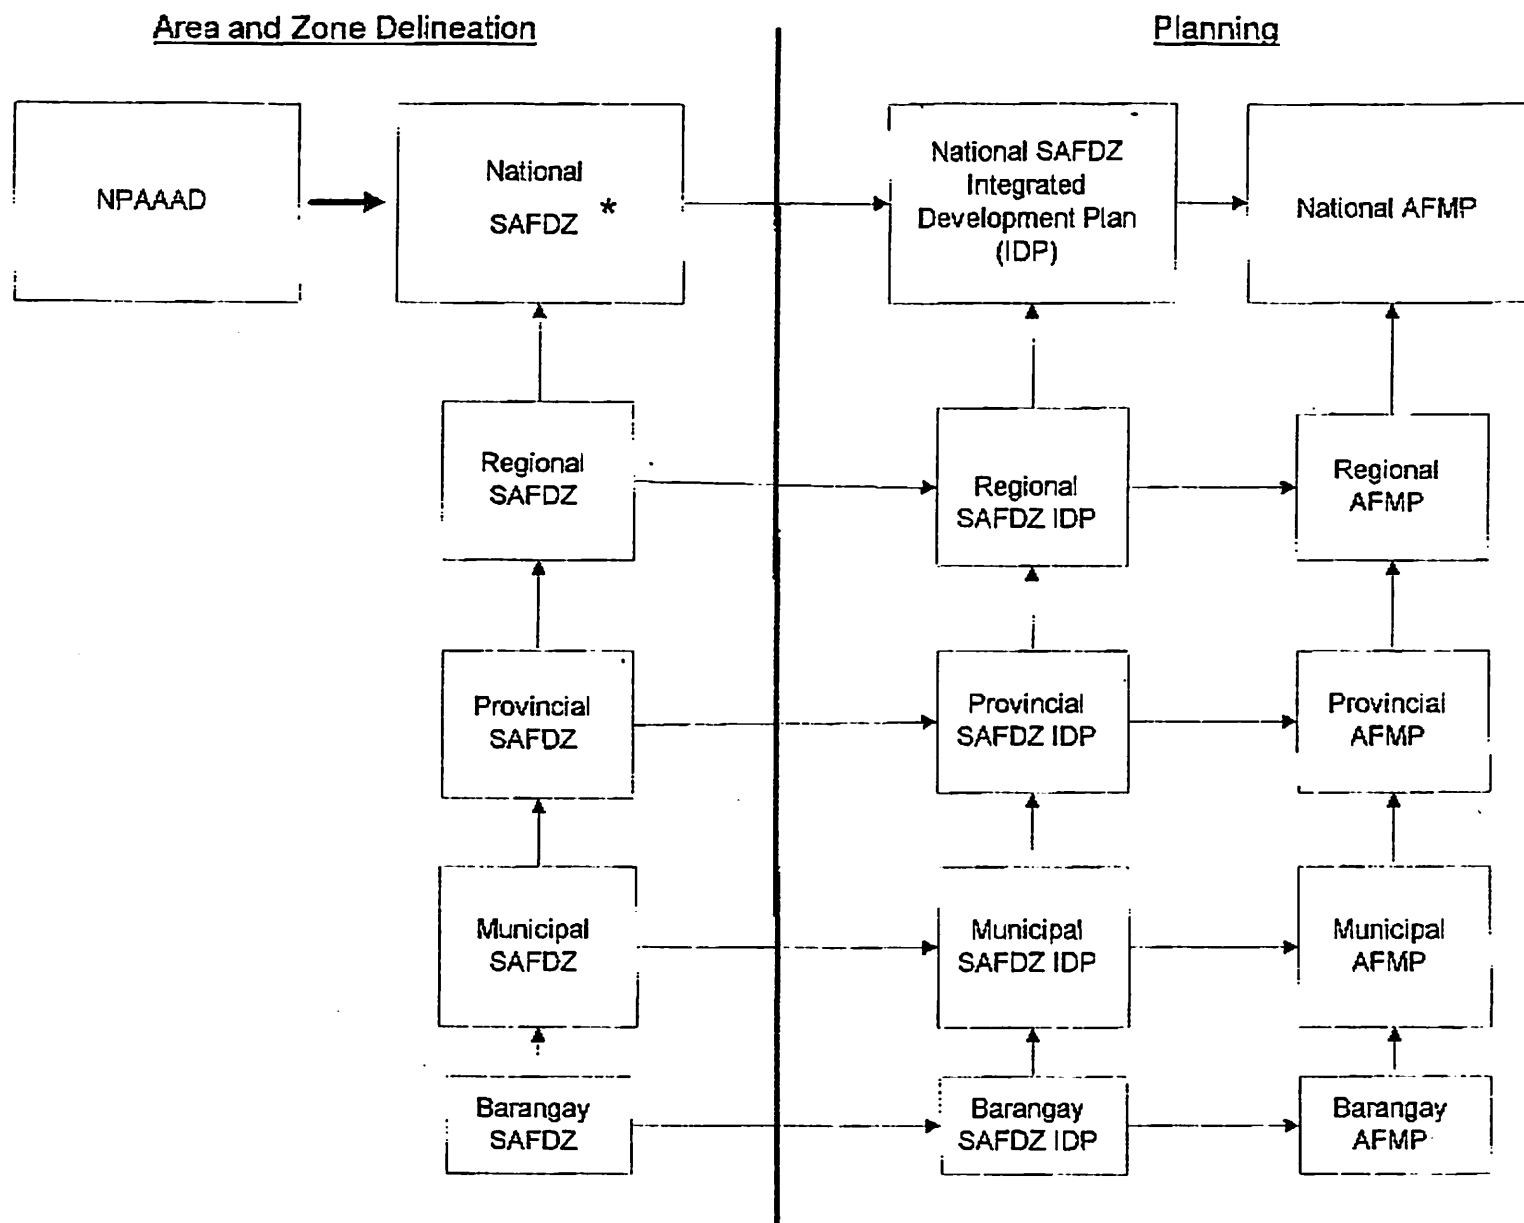 Area and Zone Delineation
Planning
NPAAAD
National
SAFDZ *
National SAFDZ
Integrated
Development Plan
(IDP)
National AFMP
Regional
SAFDZ
Regional
SAFDZ IDP
Regional
AFMP
Provincial
SAFDZ
Provincial
SAFDZ IDP
Provincial
AFMP
Municipal
SAFDZ
Municipal
SAFDZ IDP
Municipal
AFMP
Barangay
SAFDZ
Barangay
SAFDZ IDP
Barangay
AFMP